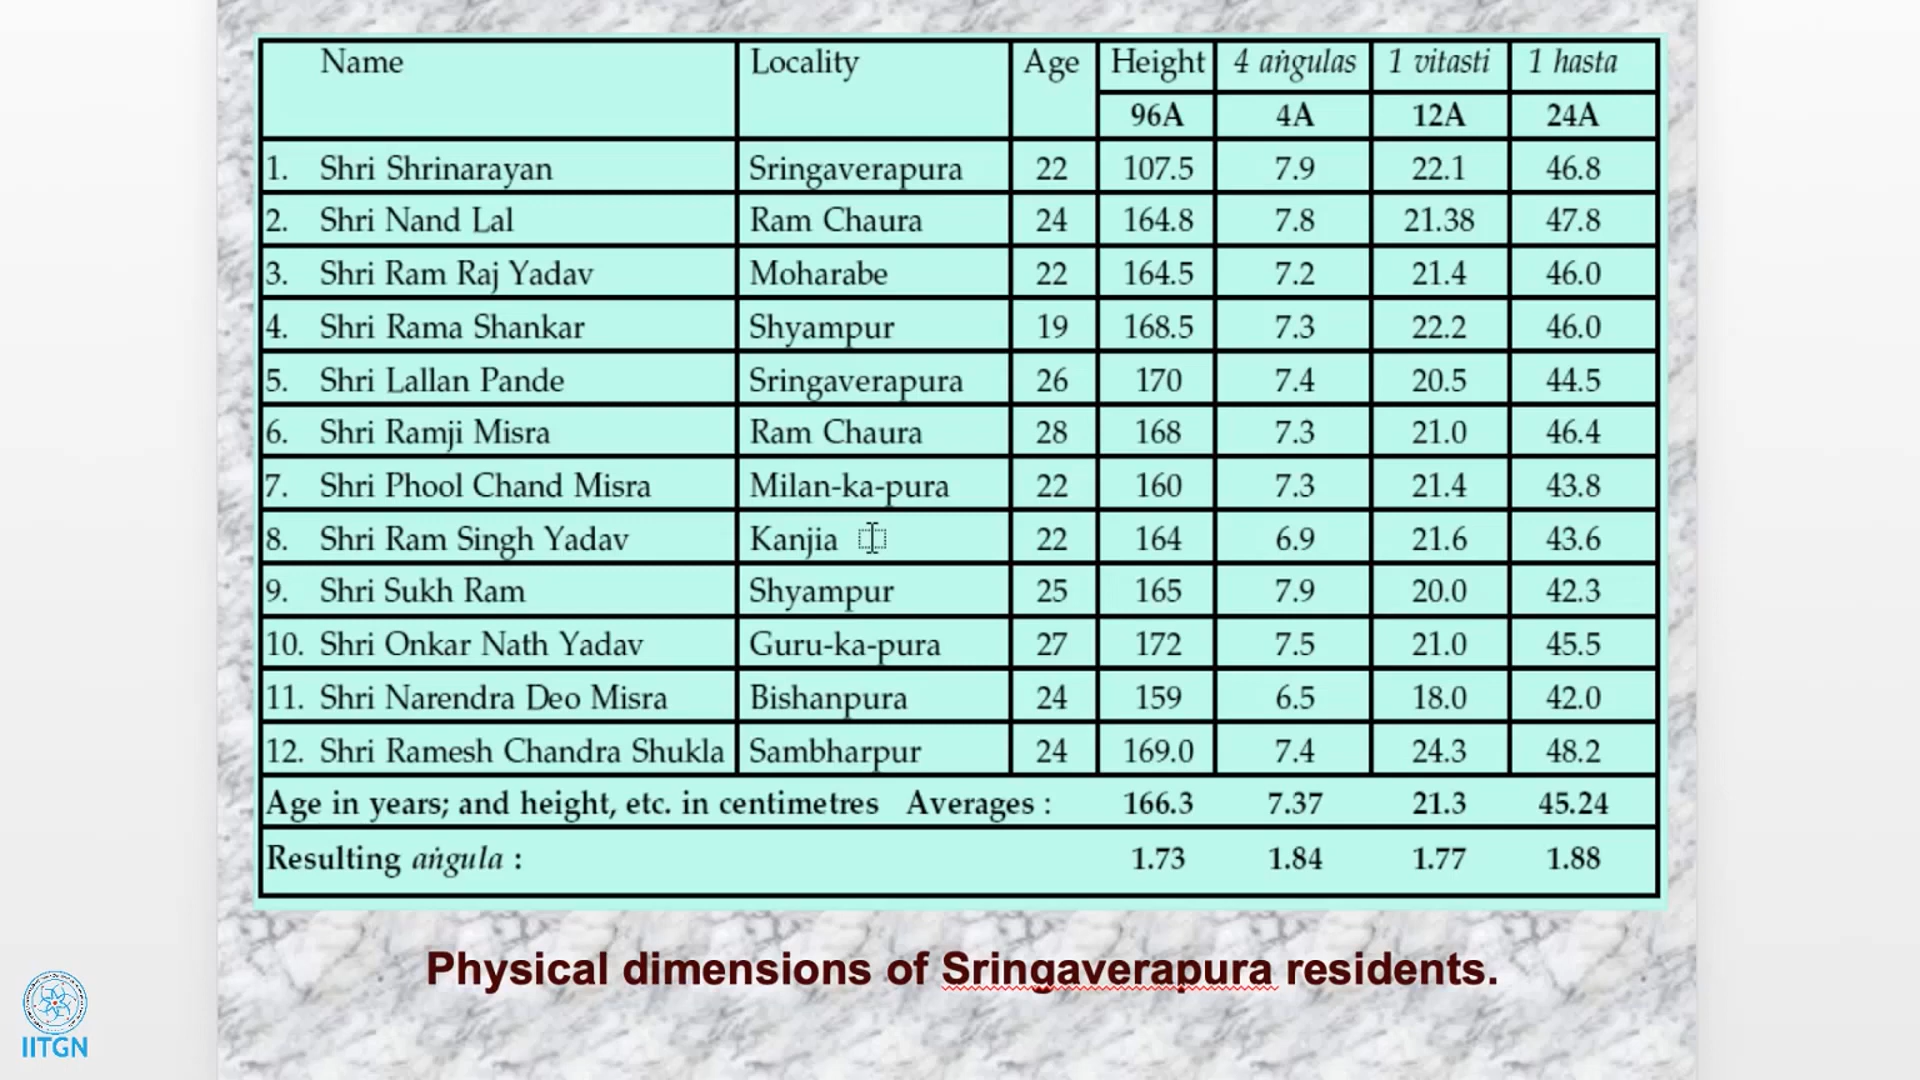 Name Locality Age Height 4 aṅgulas 1 vitasti 1 hasta
96A 4A 12A 24A
1. Shri Shrinarayan Sringaverapura 22 107.5 7.9 22.1 46.8
2. Shri Nand Lal Ram Chaura 24 164.8 7.8 21.38 47.8
3. Shri Ram Raj Yadav Moharabe 22 164.5 7.2 21.4 46.0
4. Shri Rama Shankar Shyampur 19 168.5 7.3 22.2 46.0
5. Shri Lallan Pande Sringaverapura 26 170 7.4 20.5 44.5
6. Shri Ramji Misra Ram Chaura 28 168 7.3 21.0 46.4
7. Shri Phool Chand Misra Milan-ka-pura 22 160 7.3 21.4 43.8
8. Shri Ram Singh Yadav Kanjia 22 164 6.9 21.6 43.6
9. Shri Sukh Ram Shyampur 25 165 7.9 20.0 42.3
10. Shri Onkar Nath Yadav Guru-ka-pura 27 172 7.5 21.0 45.5
11. Shri Narendra Deo Misra Bishanpura 24 159 6.5 18.0 42.0
12. Shri Ramesh Chandra Shukla Sambharpur 24 169.0 7.4 24.3 48.2
Age in years; and height, etc. in centimetres Averages : 166.3 7.37 21.3 45.24
Resulting aṅgula : 1.73 1.84 1.77 1.88
Physical dimensions of Sringaverapura residents.
IITGN